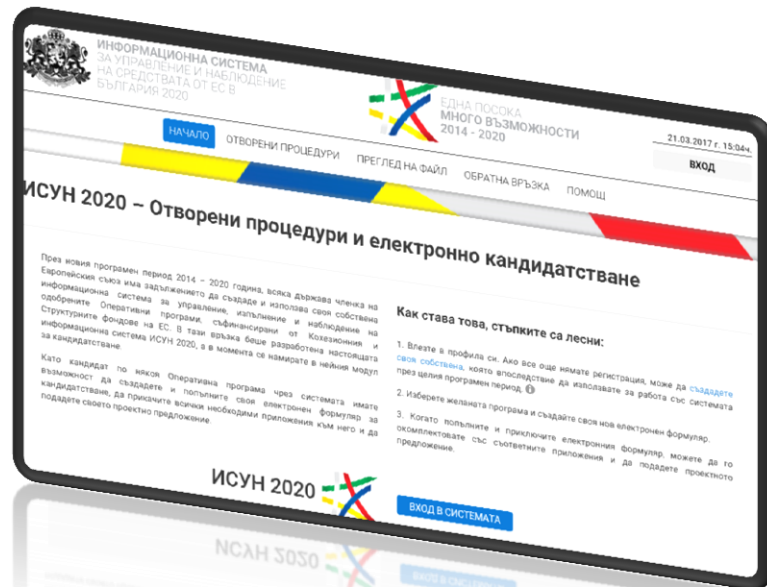 ИНФОРМАЦИОННА СИСТЕМА
ЗА УПРАВЛЕНИЕ И НАБЛЮДЕНИЕ
НА СРЕДСТВАТА ОТ ЕС В
БЪЛГАРИЯ 2020
ЕДНА ПОСОКА
МНОГО ВЪЗМОЖНОСТИ
2014 - 2020
21.03.2017 г. 15:04ч.
ВХОД
НАЧАЛО ОТВОРЕНИ ПРОЦЕДУРИ ПРЕГЛЕД НА ФАЙЛ ОБРАТНА ВРЪЗКА ПОМОЩ
ИСУН 2020 – Отворени процедури и електронно кандидатстване
През новия програмен период 2014 – 2020 година, всяка държава членка на
Европейския съюз има задължението да създаде и използва своя собствена
информационна система за управление, изпълнение и наблюдение на
одобрените Оперативни програми, съфинансирани от Кохезионния и
Структурните фондове на ЕС. В тази връзка беше разработена настоящата
информационна система ИСУН 2020, а в момента се намирате в нейния модул
за кандидатстване.
Като кандидат по някоя Оперативна програма чрез системата имате
възможност да създадете и попълните своя електронен формуляр за
кандидатстване, да прикачите всички необходими приложения към него и да
подадете своето проектно предложение.
Как става това, стъпките са лесни:
1. Влезте в профила си. Ако все още нямате регистрация, може да създадете
своя собствена, която впоследствие да използвате за работа със системата
през целия програмен период.
2. Изберете желаната програма и създайте своя нов електронен формуляр.
3. Когато попълните и приключите електронния формуляр, можете да го
окомплектовате със съответните приложения и да подадете проектното
предложение.
ИСУН 2020
ВХОД В СИСТЕМАТА